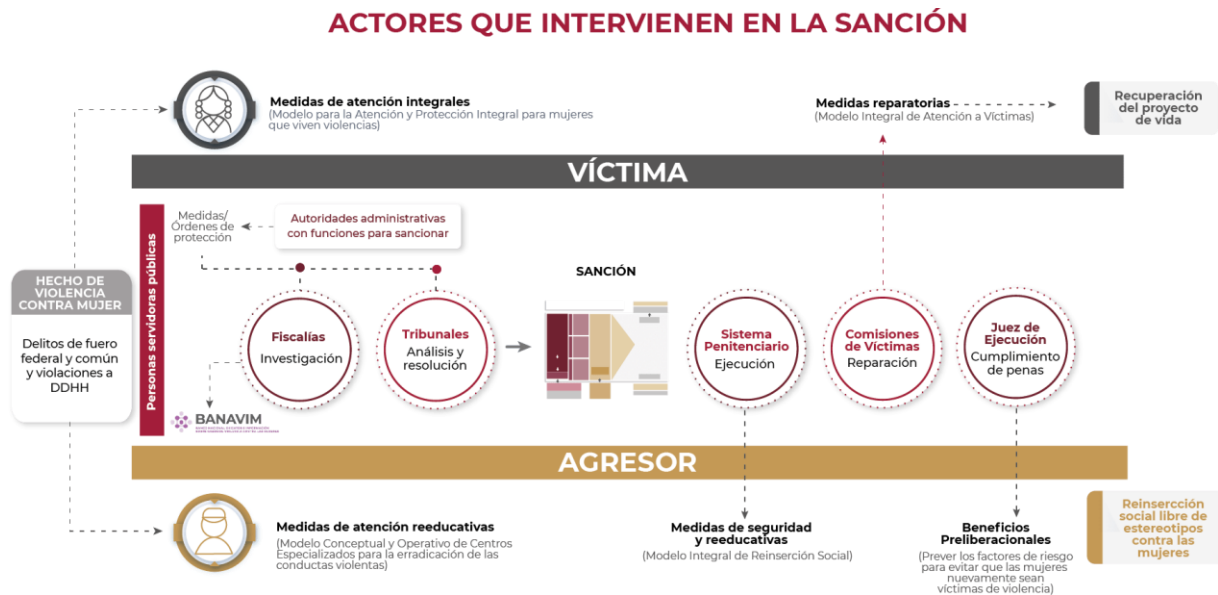 ACTORES QUE INTERVIENEN EN LA SANCIÓN
Medidas de atención integrales
(Modelo para la Atención y Protección Integral para mujeres
que viven violencias)
Medidas reparatorias
(Modelo Integral de Atención a Víctimas)
Recuperación
del proyecto
de vida
VÍCTIMA
HECHO DE
VIOLENCIA
CONTRA MUJER
Delitos de fuero
federal y común
y violaciones a
DDHH
Personas servidoras públicas
Medidas/
Órdenes de
protección
Autoridades administrativas
con funciones para sancionar
Fiscalías
Investigación
Tribunales
Análisis y
resolución
SANCIÓN
Sistema
Penitenciario
Ejecución
Comisiones
de Víctimas
Reparación
Juez de
Ejecución
Cumplimiento
de penas
BANAVIM
AGRESOR
Medidas de atención reeducativas
(Modelo Conceptual y Operativo de Centros
Especializados para la erradicación de las
conductas violentas)
Medidas de seguridad
y reeducativas
(Modelo Integral de Reinserción Social)
Beneficios
Preliberacionales
(Prever los factores de riesgo
para evitar que las mujeres
nuevamente sean
víctimas de violencia)
Reinsercción
social libre de
estereotipos
contra las
mujeres